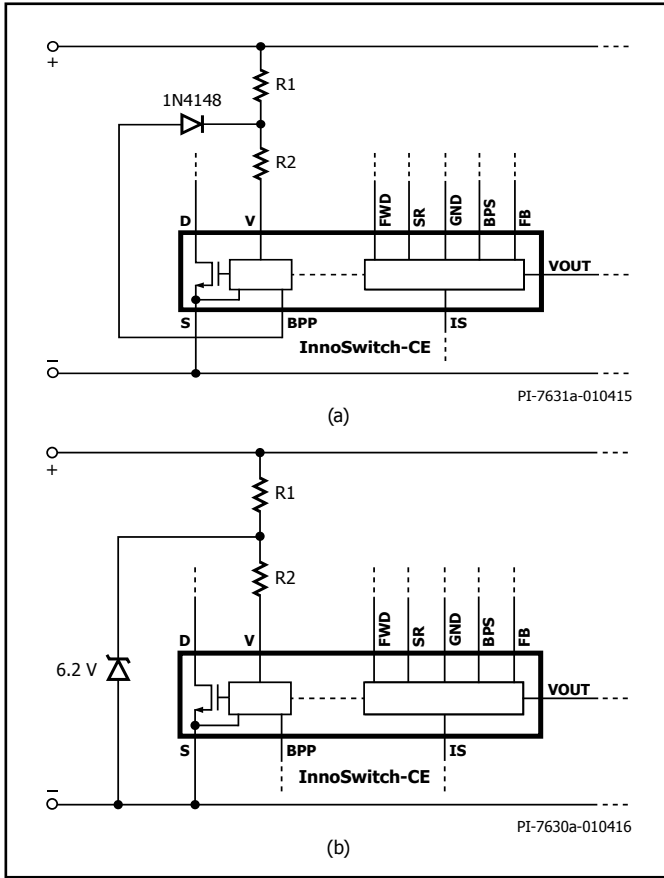 +
R1
1N4148
R2
D
V
FWD
SR
GND
BPS
FB
VOUT
S
BPP
IS
InnoSwitch-CE
−
PI-7631a-010415
(a)
+
R1
R2
D
V
FWD
SR
GND
BPS
FB
6.2 V
VOUT
S
BPP
IS
InnoSwitch-CE
−
PI-7630a-010416
(b)